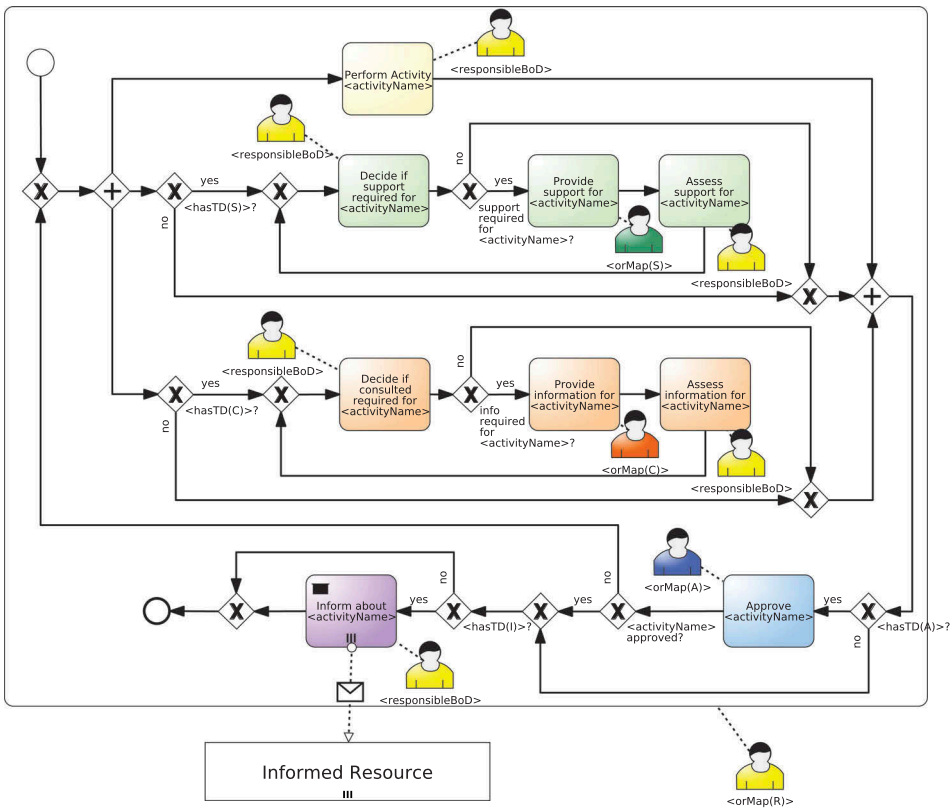 Perform Activity
<activityName>
<responsibleBoD>
<responsibleBoD>
no
Decide if
support
required for
<activityName>
yes
Provide
support for
<activityName>
Assess
support for
<activityName>
X
+
X
yes
<hasTD(S)>?
no
X
X
support
required
for
<activityName>?
<orMap(S)>
<responsibleBoD>
X
+
<responsibleBoD>
no
Decide if
consulted
required for
<activityName>
yes
Provide
information for
<activityName>
Assess
information for
<activityName>
X
yes
<hasTD(C)>?
no
X
X
info
required
for
<activityName>?
<orMap(C)>
<responsibleBoD>
X
<orMap(A)>
no
no
X
Inform about
<activityName>
yes
X
<hasTD(I)>?
X
yes
X
<activityName>
approved?
Approve
<activityName>
yes
X
<hasTD(A)>?
no
<responsibleBoD>
Informed Resource
<orMap(R)>